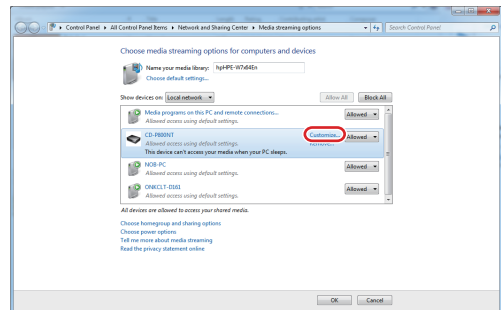 Control Panel ▸ All Control Panel Items ▸ Network and Sharing Center ▸ Media streaming options
Search Control Panel
Choose media streaming options for computers and devices
Name your media library: hpHPE-W7x64En
Choose default settings...
Show devices on: Local network
Allow All
Block All
Media programs on this PC and remote connections...
Allowed
Allowed access using default settings.
CD-P800NT
Customize...
Allowed
Allowed access using default settings.
Remove...
This device can't access your media when your PC sleeps.
NOB-PC
Allowed
Allowed access using default settings.
ONKCLT-D161
Allowed
Allowed access using default settings.
All devices are allowed to access your shared media.
Choose homegroup and sharing options
Choose power options
Tell me more about media streaming
Read the privacy statement online
OK
Cancel